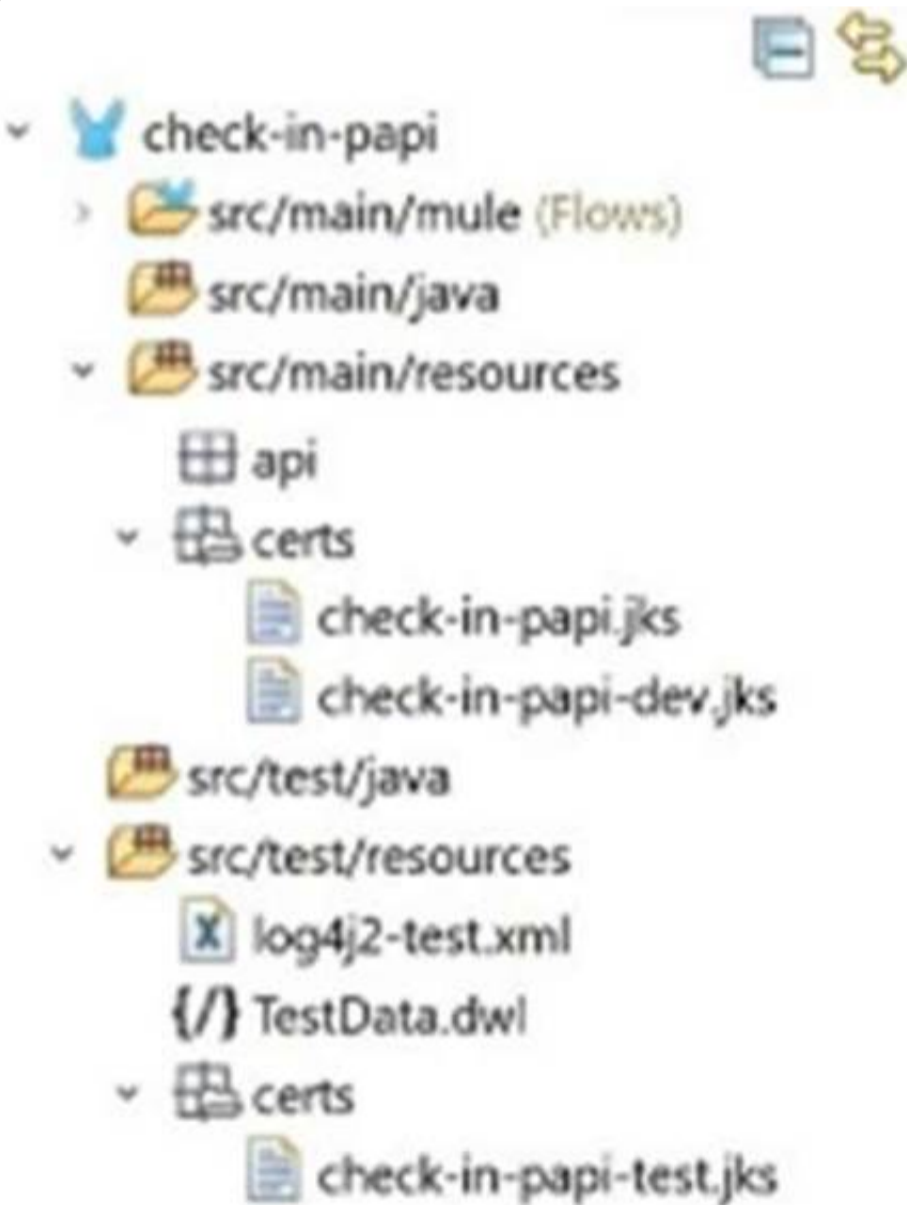 check-in-papi
src/main/mule (Flows)
src/main/java
src/main/resources
api
certs
check-in-papi.jks
check-in-papi-dev.jks
src/test/java
src/test/resources
log4j2-test.xml
{/} TestData.dwl
certs
check-in-papi-test.jks